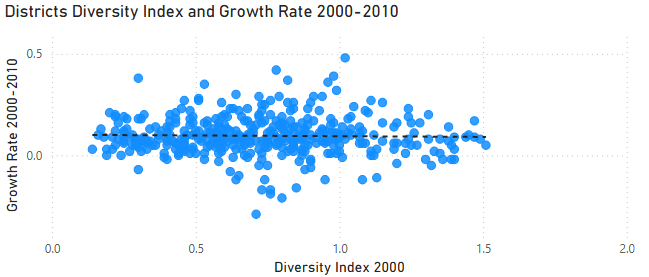 Districts Diversity Index and Growth Rate 2000-2010
Growth Rate 2000-2010
0.5
0.0
0.0 0.5 1.0 1.5 2.0
Diversity Index 2000